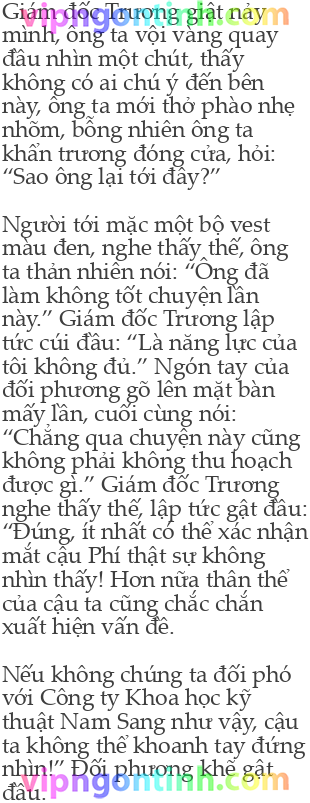 vipngontinh.com
Giám đốc Trương giật nảy
mình, ông ta vội vàng quay
đầu nhìn một chút, thấy
không có ai chú ý đến bên
này, ông ta mới thở phào nhẹ
nhõm, bỗng nhiên ông ta
khẩn trương đóng cửa, hỏi:
“Sao ông lại tới đây?”
Người tới mặc một bộ vest
màu đen, nghe thấy thế, ông
ta thản nhiên nói: “Ông đã
làm không tốt chuyện lần
này.” Giám đốc Trương lập
tức cúi đầu: “Là năng lực của
tôi không đủ.” Ngón tay của
đối phương gõ lên mặt bàn
mấy lần, cuối cùng nói:
“Chẳng qua chuyện này cũng
không phải không thu hoạch
được gì.” Giám đốc Trương
nghe thấy thế, lập tức gật đầu:
“Đúng, ít nhất có thể xác nhận
mắt cậu Phí thật sự không
nhìn thấy! Hơn nữa thân thể
của cậu ta cũng chắc chắn
xuất hiện vấn đề.
Nếu không chúng ta đối phó
với Công ty Khoa học kỹ
thuật Nam Sang như vậy, cậu
ta không thể khoanh tay đứng
nhìn!” Đối phương khẽ gật
đầu.
vipngontinh.com